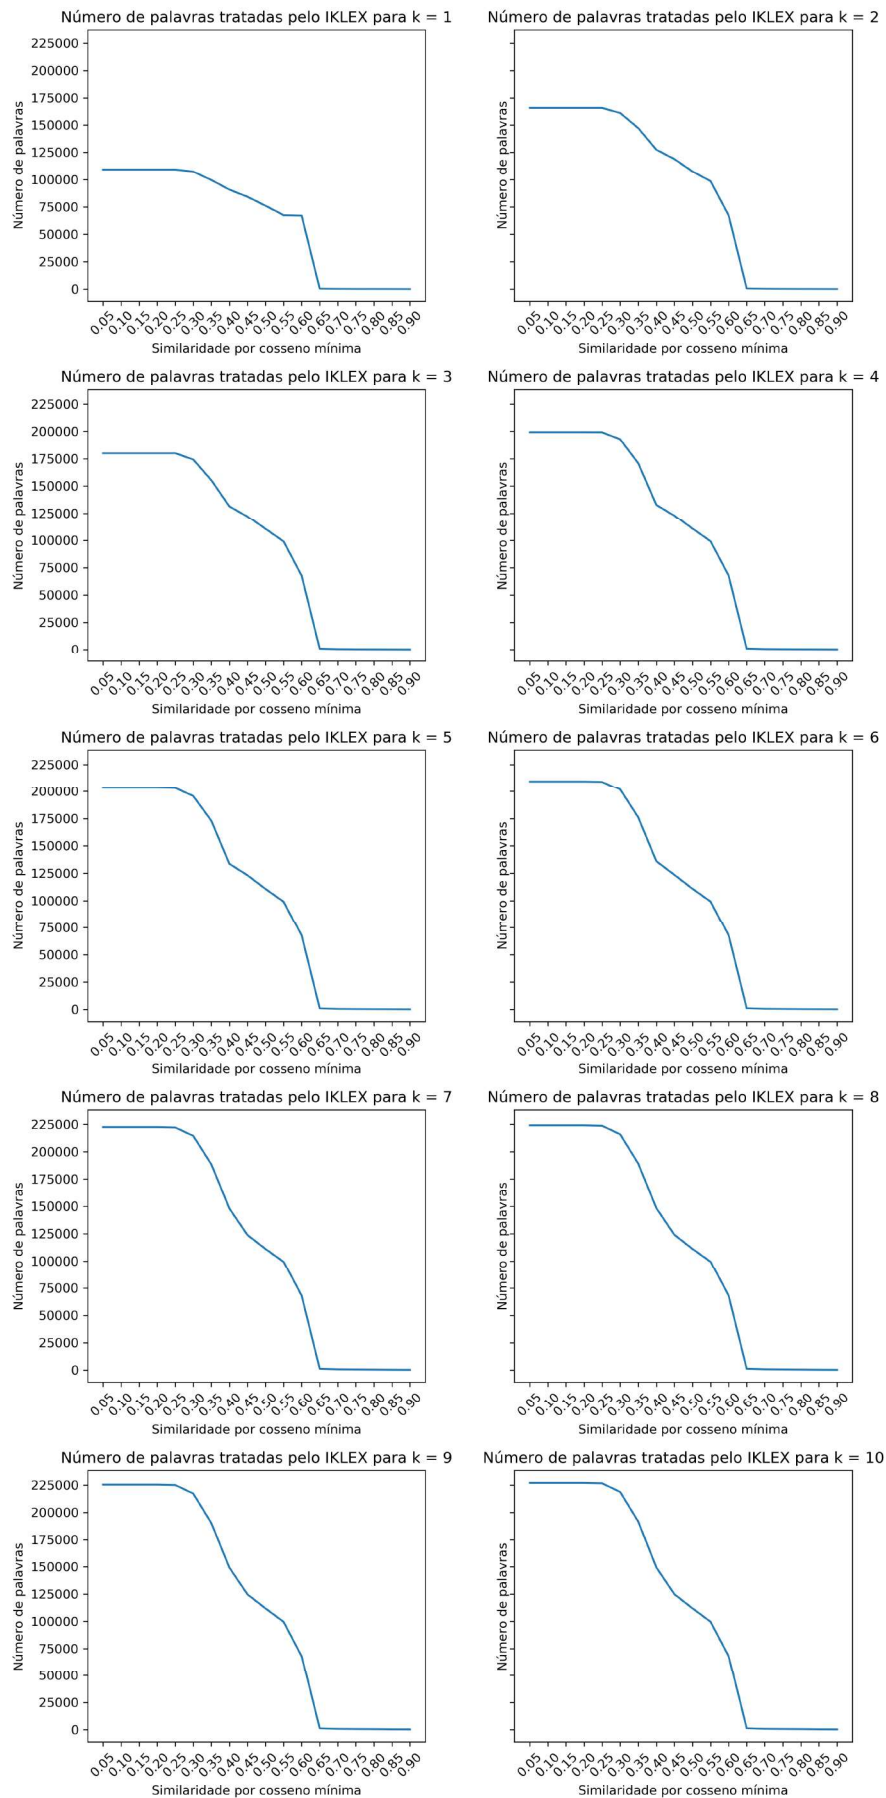 Número de palavras tratadas pelo IKLEX para k = 1
Número de palavras
225000
200000
175000
150000
125000
100000
75000
50000
25000
0
0.05 0.10 0.15 0.20 0.25 0.30 0.35 0.40 0.45 0.50 0.55 0.60 0.65 0.70 0.75 0.80 0.85 0.90
Similaridade por cosseno mínima
Número de palavras tratadas pelo IKLEX para k = 2
Número de palavras
0.05 0.10 0.15 0.20 0.25 0.30 0.35 0.40 0.45 0.50 0.55 0.60 0.65 0.70 0.75 0.80 0.85 0.90
Similaridade por cosseno mínima
Número de palavras tratadas pelo IKLEX para k = 3
Número de palavras
225000
200000
175000
150000
125000
100000
75000
50000
25000
0
0.05 0.10 0.15 0.20 0.25 0.30 0.35 0.40 0.45 0.50 0.55 0.60 0.65 0.70 0.75 0.80 0.85 0.90
Similaridade por cosseno mínima
Número de palavras tratadas pelo IKLEX para k = 4
Número de palavras
0.05 0.10 0.15 0.20 0.25 0.30 0.35 0.40 0.45 0.50 0.55 0.60 0.65 0.70 0.75 0.80 0.85 0.90
Similaridade por cosseno mínima
Número de palavras tratadas pelo IKLEX para k = 5
Número de palavras
225000
200000
175000
150000
125000
100000
75000
50000
25000
0
0.05 0.10 0.15 0.20 0.25 0.30 0.35 0.40 0.45 0.50 0.55 0.60 0.65 0.70 0.75 0.80 0.85 0.90
Similaridade por cosseno mínima
Número de palavras tratadas pelo IKLEX para k = 6
Número de palavras
0.05 0.10 0.15 0.20 0.25 0.30 0.35 0.40 0.45 0.50 0.55 0.60 0.65 0.70 0.75 0.80 0.85 0.90
Similaridade por cosseno mínima
Número de palavras tratadas pelo IKLEX para k = 7
Número de palavras
225000
200000
175000
150000
125000
100000
75000
50000
25000
0
0.05 0.10 0.15 0.20 0.25 0.30 0.35 0.40 0.45 0.50 0.55 0.60 0.65 0.70 0.75 0.80 0.85 0.90
Similaridade por cosseno mínima
Número de palavras tratadas pelo IKLEX para k = 8
Número de palavras
0.05 0.10 0.15 0.20 0.25 0.30 0.35 0.40 0.45 0.50 0.55 0.60 0.65 0.70 0.75 0.80 0.85 0.90
Similaridade por cosseno mínima
Número de palavras tratadas pelo IKLEX para k = 9
Número de palavras
225000
200000
175000
150000
125000
100000
75000
50000
25000
0
0.05 0.10 0.15 0.20 0.25 0.30 0.35 0.40 0.45 0.50 0.55 0.60 0.65 0.70 0.75 0.80 0.85 0.90
Similaridade por cosseno mínima
Número de palavras tratadas pelo IKLEX para k = 10
Número de palavras
0.05 0.10 0.15 0.20 0.25 0.30 0.35 0.40 0.45 0.50 0.55 0.60 0.65 0.70 0.75 0.80 0.85 0.90
Similaridade por cosseno mínima